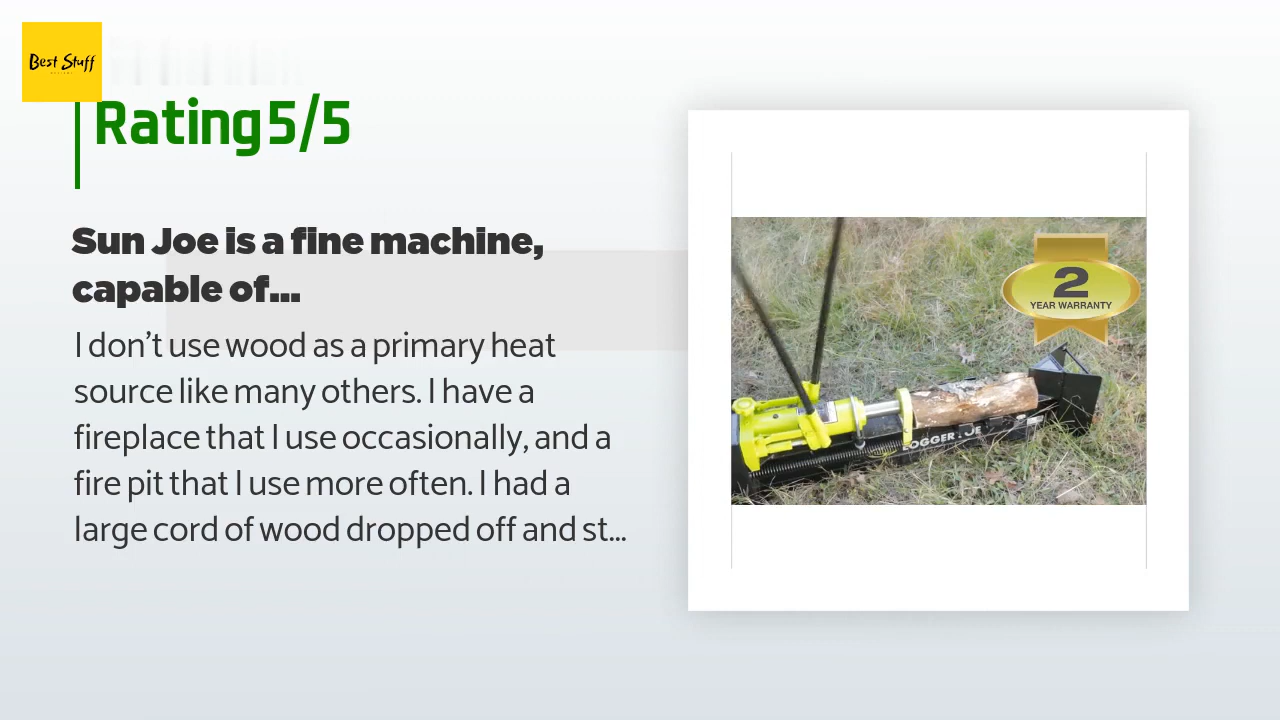 Best Stuff
Rating 5/5
Sun Joe is a fine machine,
capable of...
I don't use wood as a primary heat
source like many others. I have a
fireplace that I use occasionally, and a
fire pit that I use more often. I had a
large cord of wood dropped off and st...
2
YEAR WARRANTY